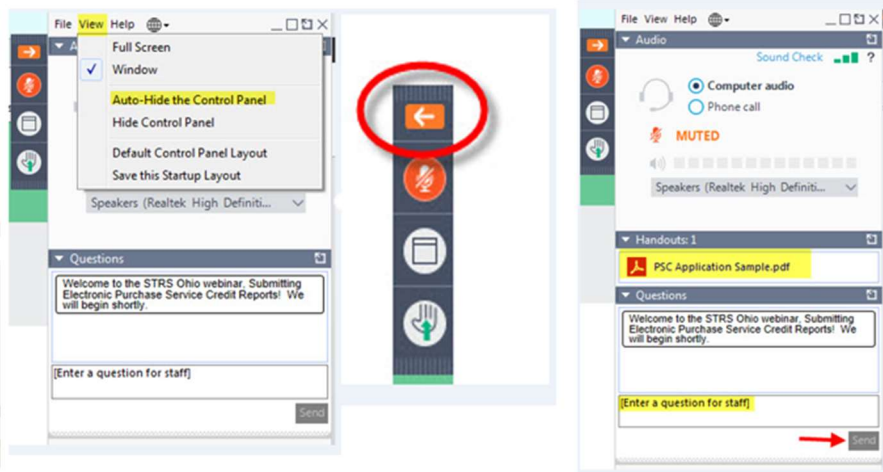 File View Help
Full Screen
Window
Auto-Hide the Control Panel
Hide Control Panel
Default Control Panel Layout
Save this Startup Layout
Speakers (Realtek High Definiti...
Questions
Welcome to the STRS Ohio webinar, Submitting
Electronic Purchase Service Credit Reports! We
will begin shortly.
[Enter a question for staff]
Send
File View Help
Audio
Sound Check ?
Computer audio
Phone call
MUTED
Speakers (Realtek High Definiti...
Handouts: 1
PSC Application Sample.pdf
Questions
Welcome to the STRS Ohio webinar, Submitting
Electronic Purchase Service Credit Reports! We
will begin shortly.
[Enter a question for staff]
Send